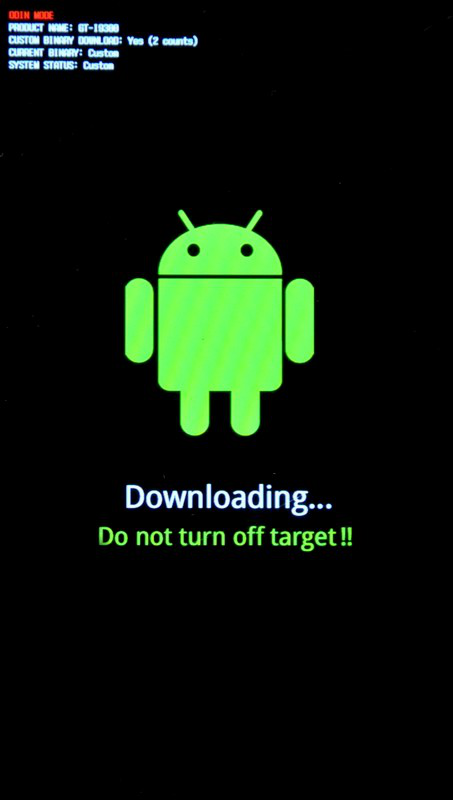 ODIN MODE
PRODUCT NAME: GT-I9300
CUSTOM BINARY DOWNLOAD: Yes (2 counts)
CURRENT BINARY: Custom
SYSTEM STATUS: Custom
Downloading...
Do not turn off target!!